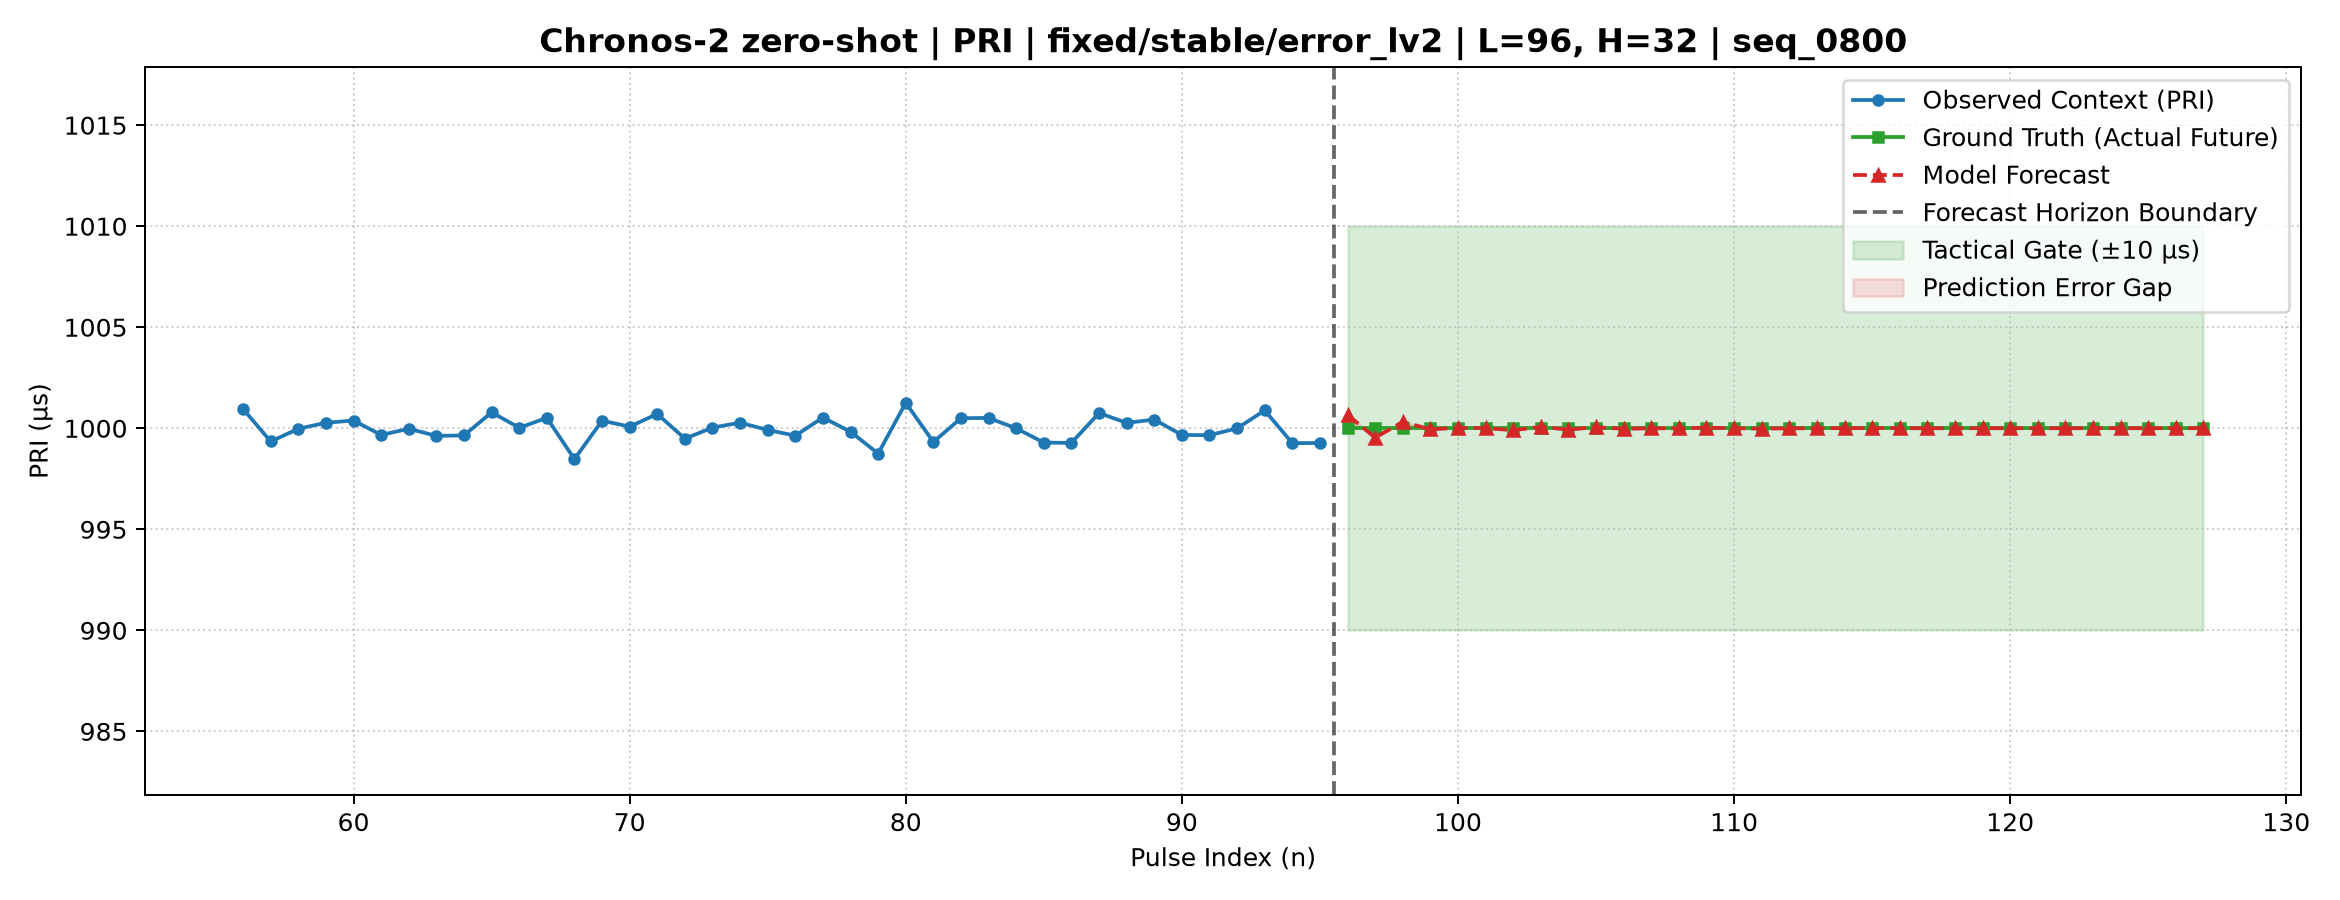 Chronos-2 zero-shot | PRI | fixed/stable/error_lv2 | L=96, H=32 | seq_0800
Observed Context (PRI)
Ground Truth (Actual Future)
Model Forecast
Forecast Horizon Boundary
Tactical Gate (±10 µs)
Prediction Error Gap
PRI (µs)
1015
1010
1005
1000
995
990
985
60 70 80 90 100 110 120 130
Pulse Index (n)